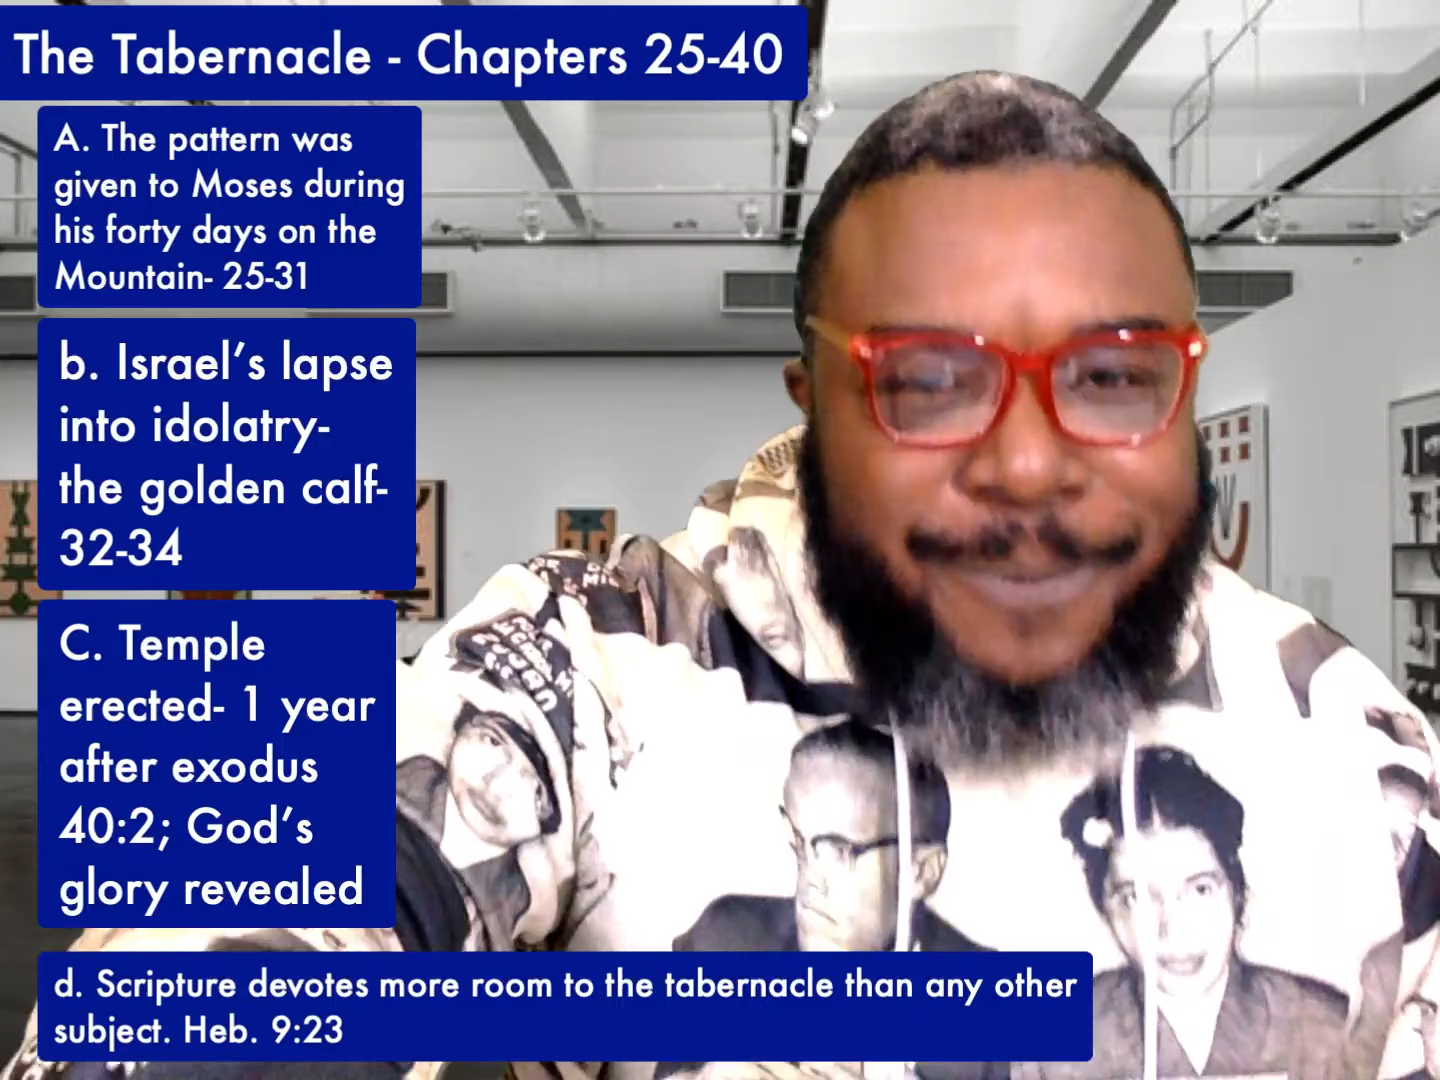 The Tabernacle - Chapters 25-40
A. The pattern was
given to Moses during
his forty days on the
Mountain- 25-31
b. Israel's lapse
into idolatry-
the golden calf-
32-34
C. Temple
erected- 1 year
after exodus
40:2; God's
glory revealed
d. Scripture devotes more room to the tabernacle than any other
subject. Heb. 9:23